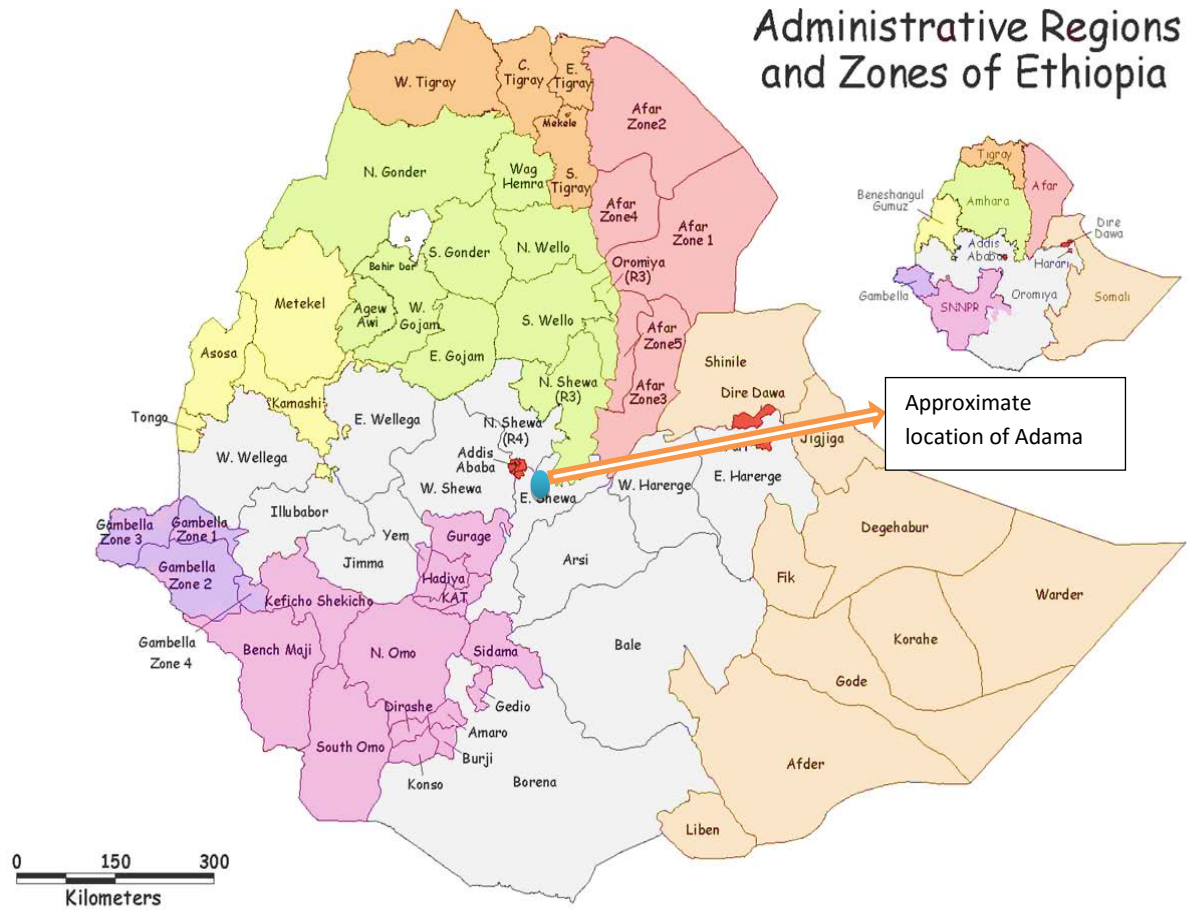 Administrative Regions
and Zones of Ethiopia
W. Tigray
C.
Tigray
E.
Tigray
Mekele
S.
Tigray
Afar
Zone2
N. Gonder
Wag
Hemra
Afar
Zone4
Afar
Zone 1
Oromiya
(R3)
S. Gonder
N. Wello
Bahir Dar
Metekel
Agew
Awi
W.
Gojam
E. Gojam
S. Wello
Afar
Zone5
Afar
Zone3
N. Shewa
(R3)
Asosa
Kamashi
Tongo
Shinile
Dire Dawa
Jigjiga
E. Wellega
N. Shewa
(R4)
Addis
Ababa
W. Wellega
W. Shewa
E. Shewa
W. Harerge
E. Harerge
Illubabor
Gambella
Zone 3
Gambella
Zone 1
Gambella
Zone 2
Gambella
Zone 4
Jimma
Yem
Gurage
Hadiya
KAT
Arsi
Degehabur
Fik
Warder
Korahe
Gode
Keficho Shekicho
Bench Maji
N. Omo
Sidama
Bale
Gedio
Dirashe
Amaro
Burji
Konso
South Omo
Borena
Afder
Liben
Tigray
Beneshangul
Gumuz
Amhara
Afar
Dire
Dawa
Addis
Ababa
Harari
Gambella
Oromiya
Somali
SNNPR
Approximate
location of Adama
0 150 300
Kilometers